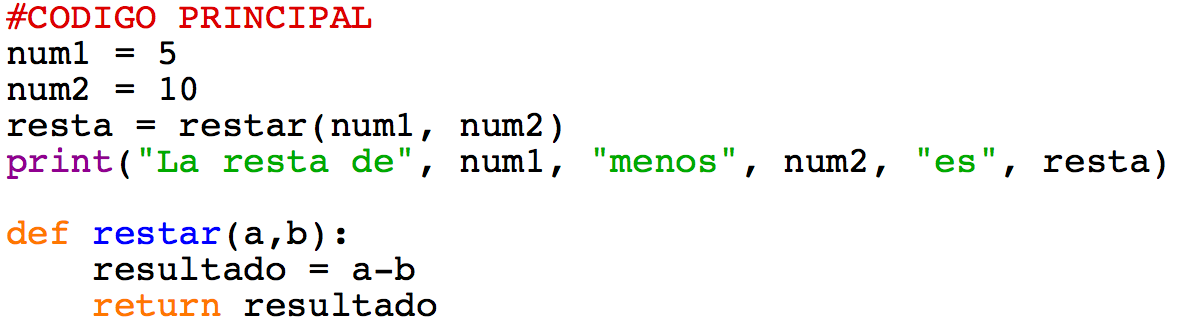 #CODIGO PRINCIPAL
num1 = 5
num2 = 10
resta = restar(num1, num2)
print("La resta de", num1, "menos", num2, "es", resta)

def restar(a,b):
    resultado = a-b
    return resultado